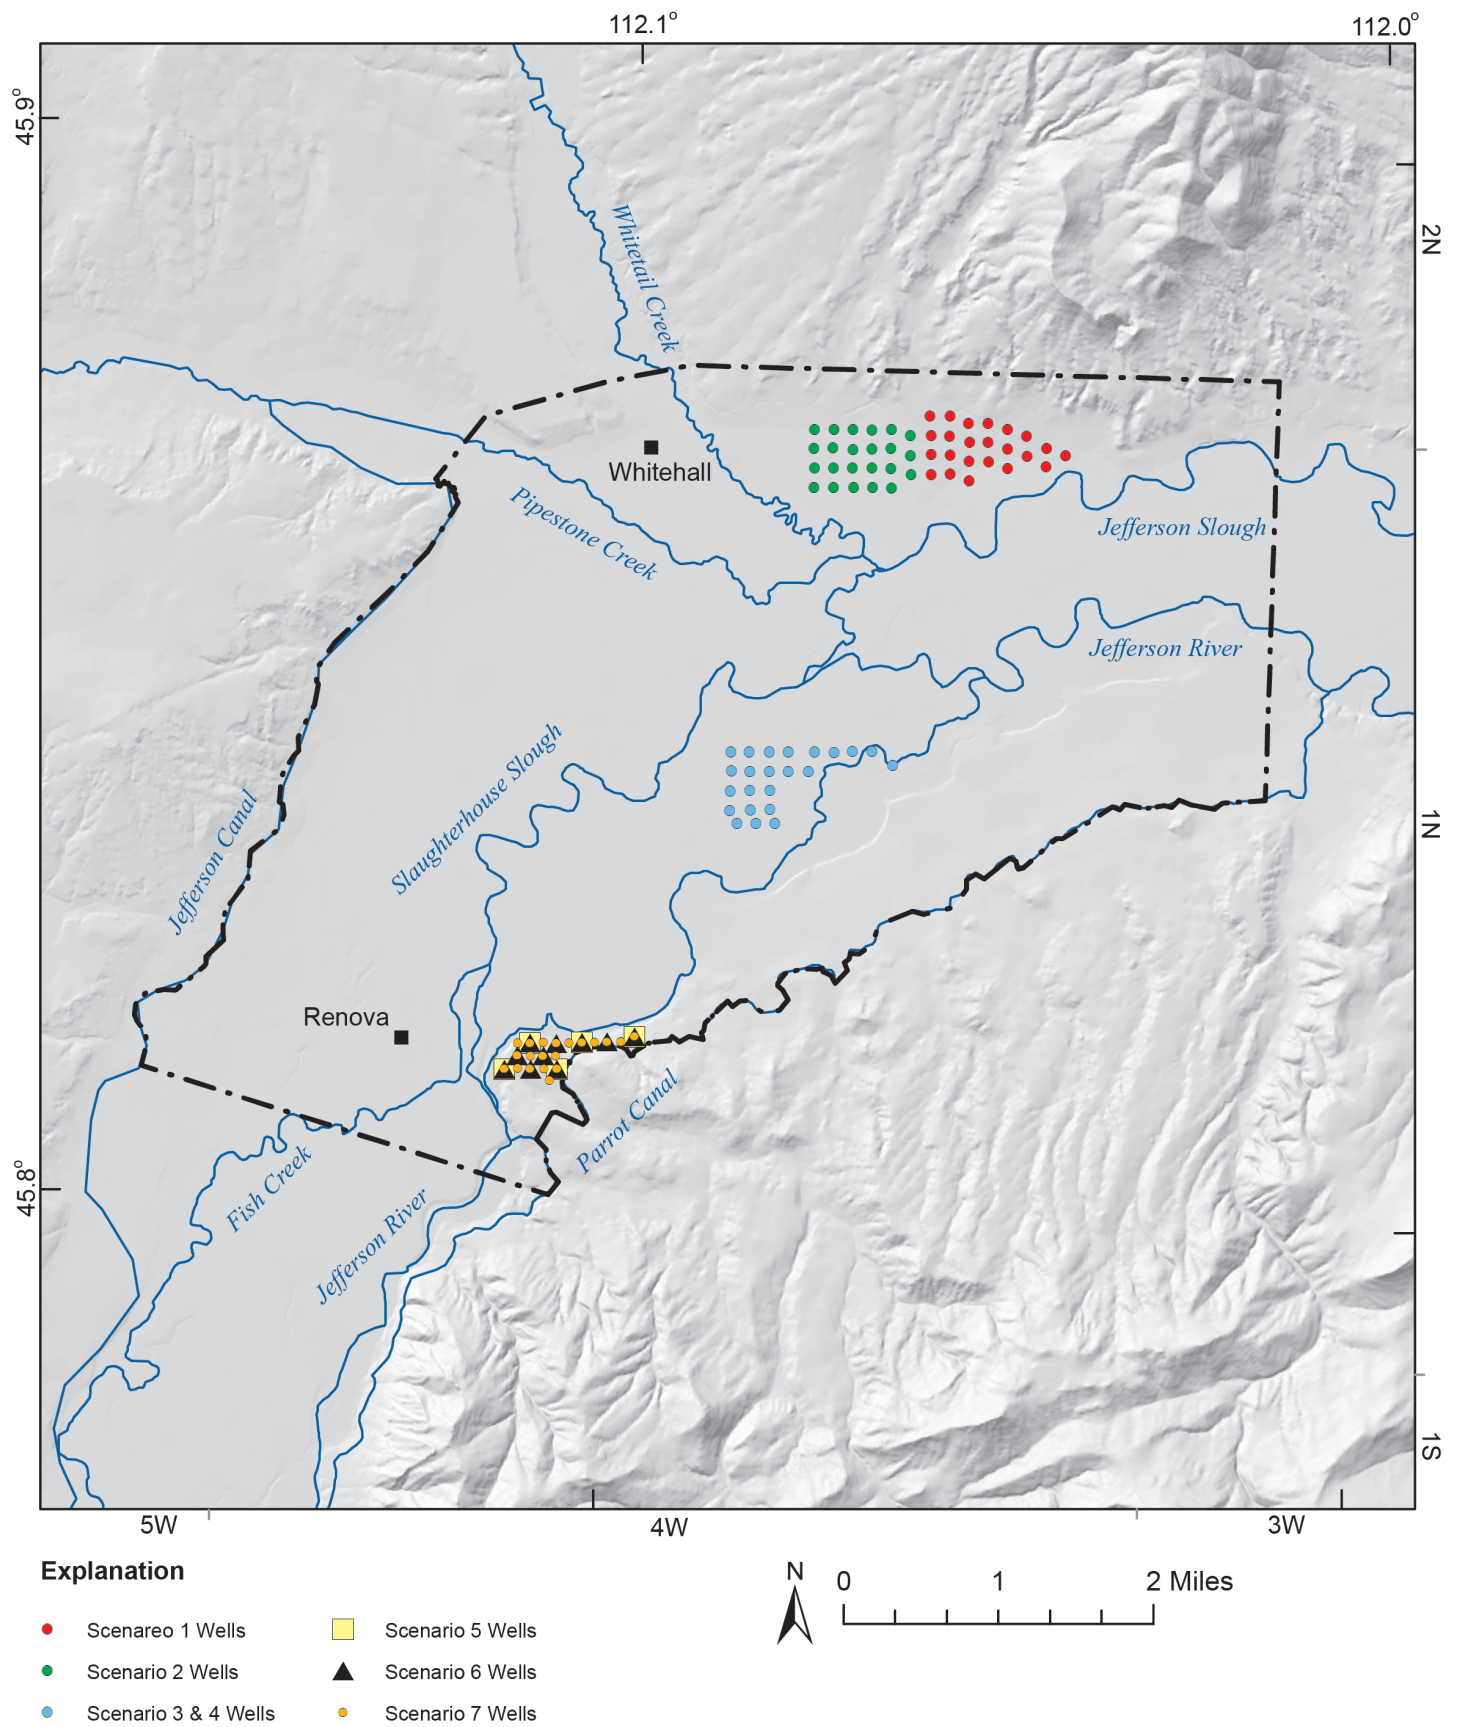 112.1°
112.0°
45.9°
2N
Whitetail Creek
Whitehall
Pipestone Creek
Jefferson Slough
Jefferson River
Slaughterhouse Slough
Jefferson Canal
1N
Renova
Parrot Canal
Fish Creek
45.8°
Jefferson River
1S
5W
4W
3W
Explanation
N
0 1 2 Miles
Scenareo 1 Wells
Scenario 5 Wells
Scenario 2 Wells
Scenario 6 Wells
Scenario 3 & 4 Wells
Scenario 7 Wells